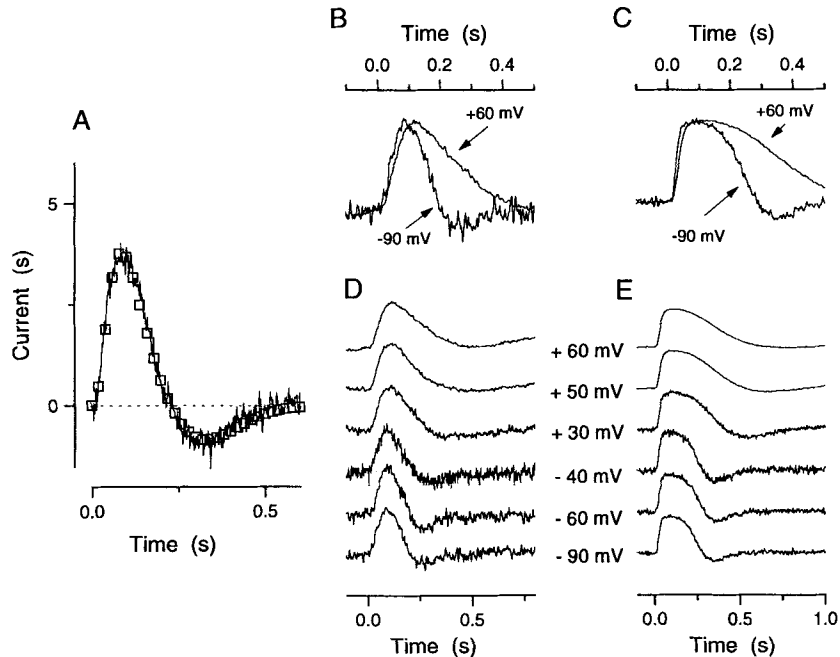 A
Current (s)
5
0
0.0 0.5
Time (s)
B
Time (s)
0.0 0.2 0.4
+60 mV
-90 mV
C
Time (s)
0.0 0.2 0.4
+60 mV
-90 mV
D
E
+ 60 mV
+ 50 mV
+ 30 mV
- 40 mV
- 60 mV
- 90 mV
0.0 0.5
Time (s)
0.0 0.5 1.0
Time (s)